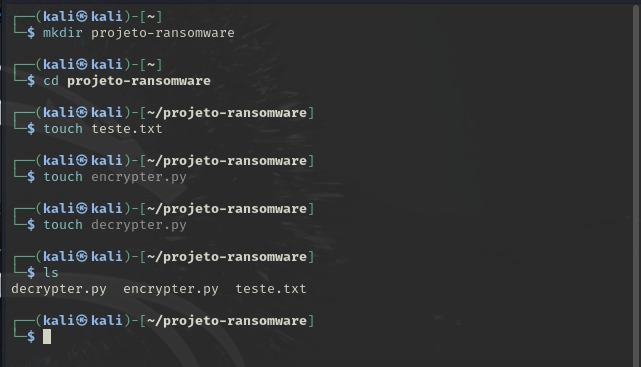 ┌──(kali㉿kali)-[~]
└─$ mkdir projeto-ransomware
┌──(kali㉿kali)-[~]
└─$ cd projeto-ransomware
┌──(kali㉿kali)-[~/projeto-ransomware]
└─$ touch teste.txt
┌──(kali㉿kali)-[~/projeto-ransomware]
└─$ touch encrypter.py
┌──(kali㉿kali)-[~/projeto-ransomware]
└─$ touch decrypter.py
┌──(kali㉿kali)-[~/projeto-ransomware]
└─$ ls
decrypter.py  encrypter.py  teste.txt
┌──(kali㉿kali)-[~/projeto-ransomware]
└─$